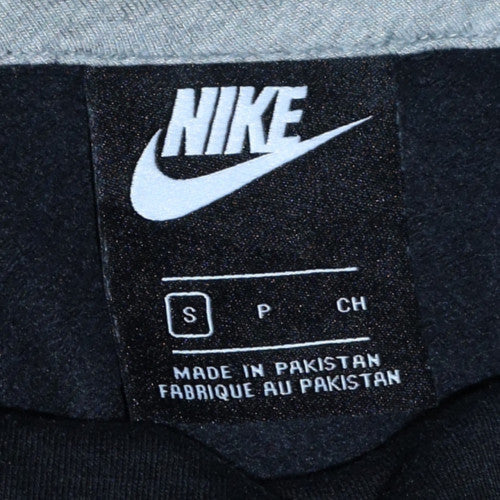 NIKE
S P CH
MADE IN PAKISTAN
FABRIQUE AU PAKISTAN